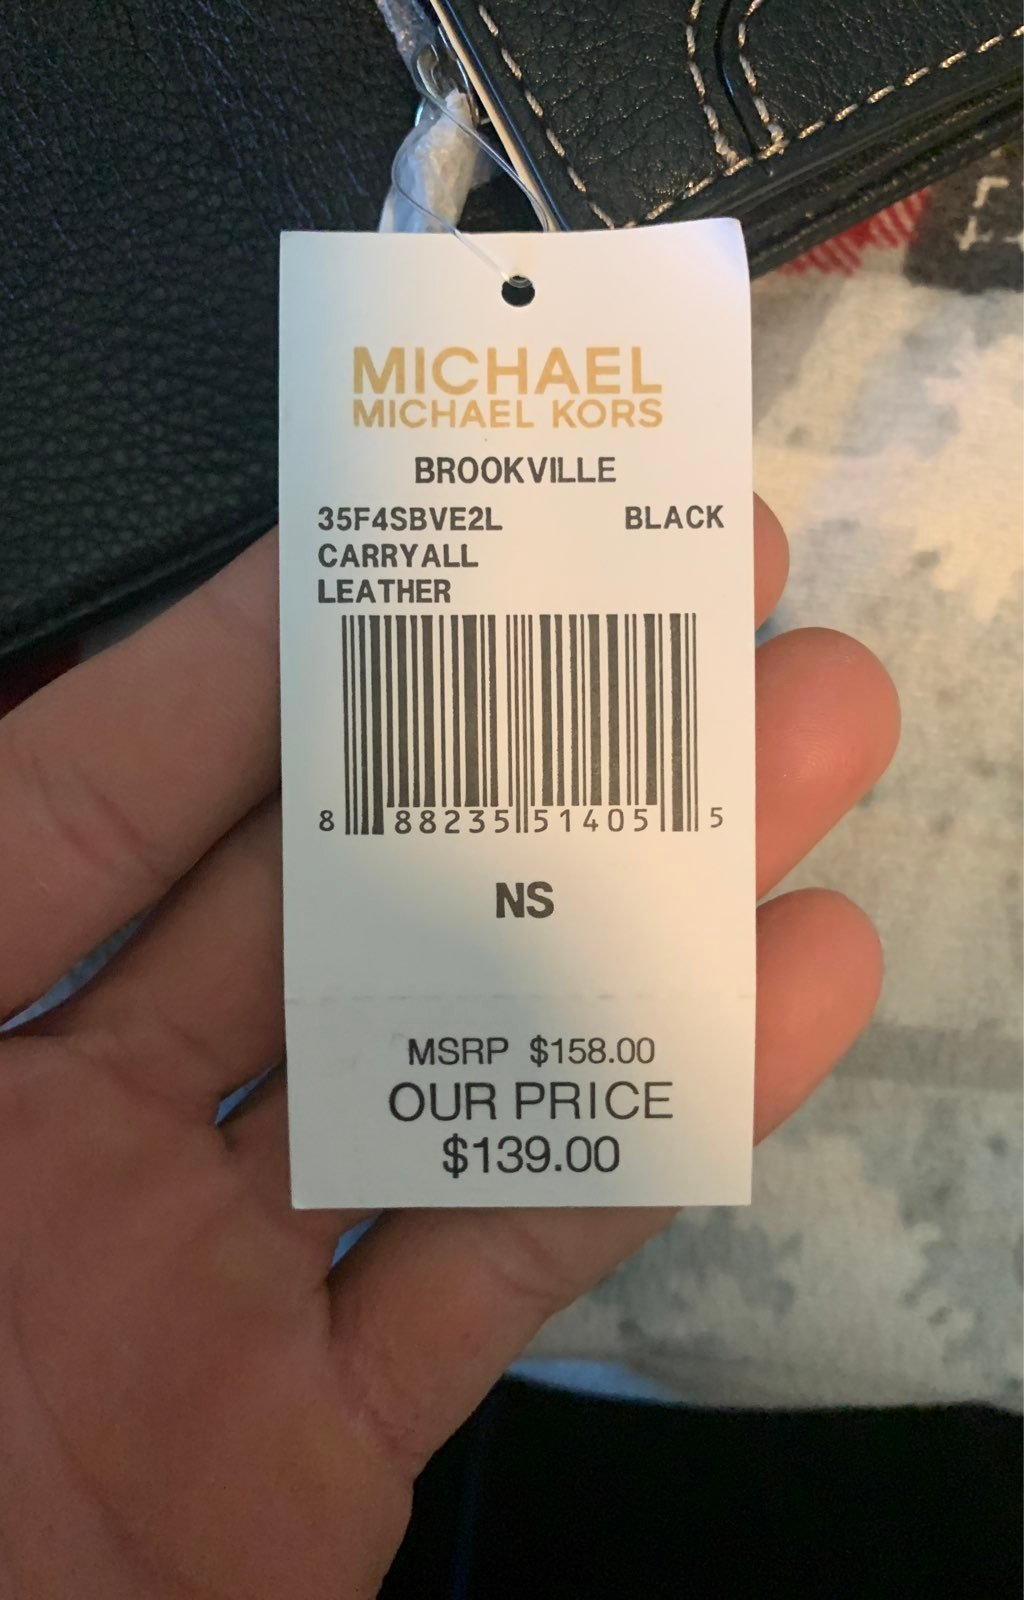 MICHAEL
MICHAEL KORS
BROOKVILLE
35F4SBVE2L BLACK
CARRYALL
LEATHER
8 88235 51405 5
NS
MSRP $158.00
OUR PRICE
$139.00